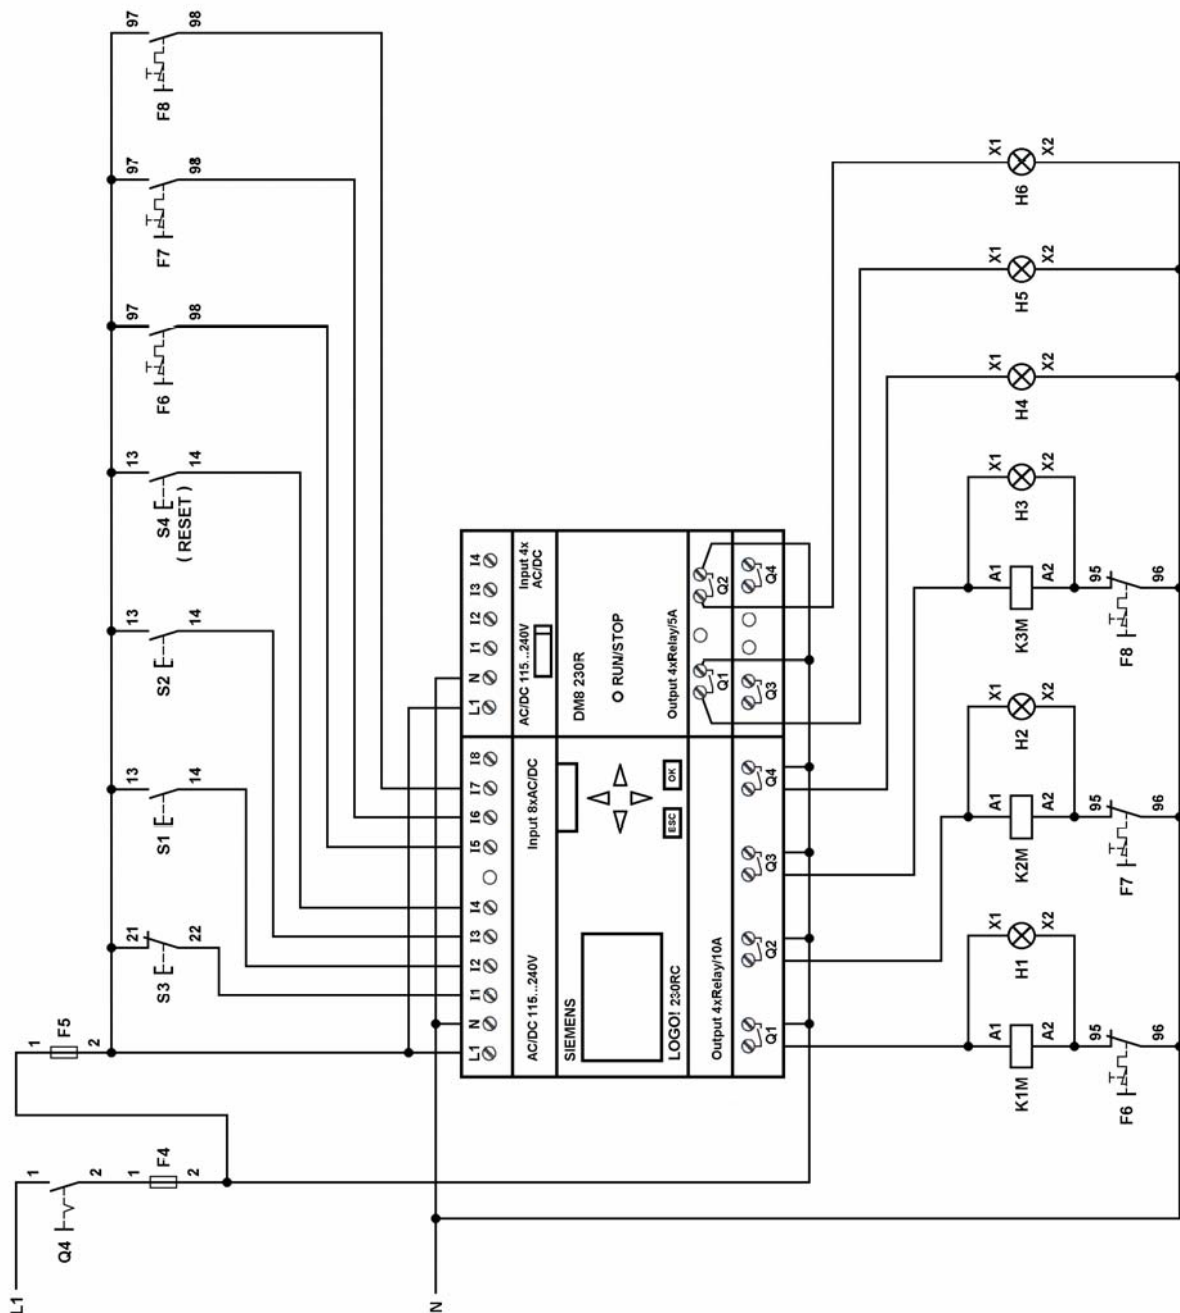 L1
1 1
Q4 F5
2 2
1 21 13 13 13 97 97 97
F4 S3 S1 S2 S4 F6 F7 F8
( RESET )
2 22 14 14 14 98 98 98
N
L1 N I1 I2 I3 I4 I5 I6 I7 I8 L1 N I1 I2 I3 I4
AC/DC 115...240V Input 8xAC/DC AC/DC 115...240V Input 4x
AC/DC
SIEMENS DM8 230R
RUN/STOP
LOGO! 230RC ESC OK
Output 4xRelay/10A Output 4xRelay/5A
Q1 Q2
Q1 Q2 Q3 Q4 Q3 Q4
A1 X1 A1 X1 A1 X1 X1 X1 X1
K1M H1 K2M H2 K3M H3 H4 H5 H6
A2 X2 A2 X2 A2 X2 X2 X2 X2
95 95 95
F6 F7 F8
96 96 96